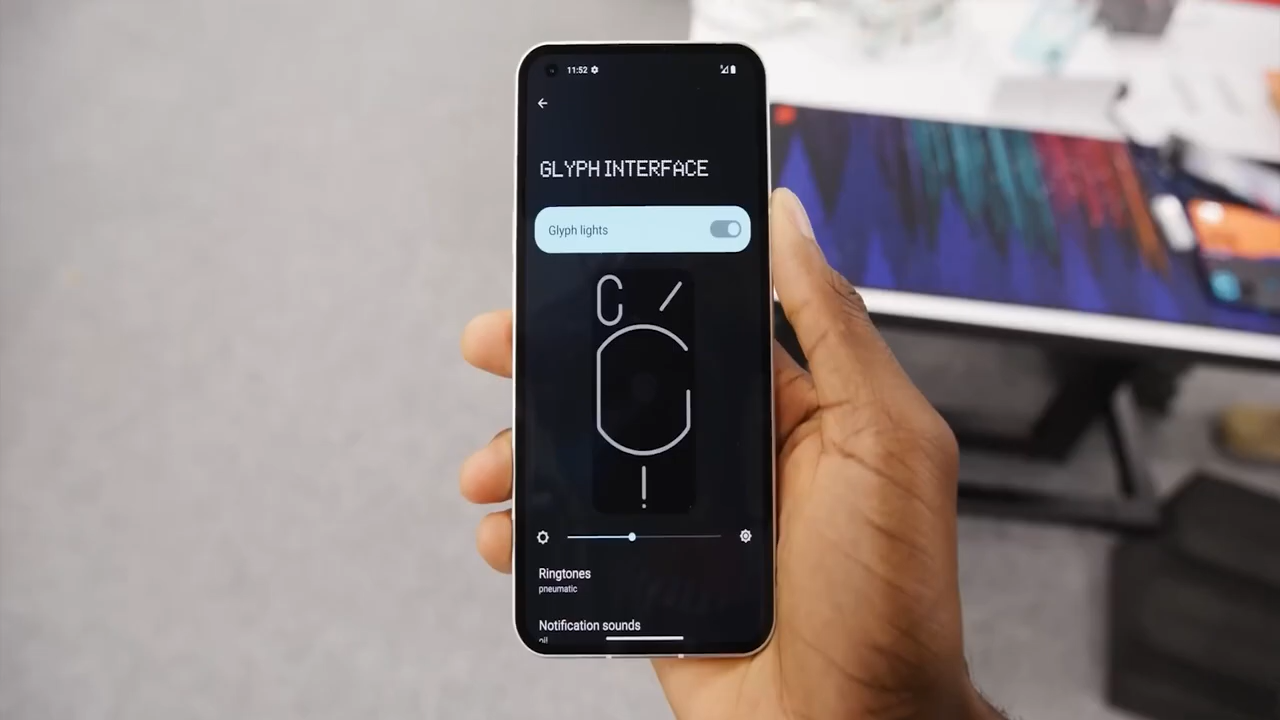 11:52
GLYPH INTERFACE
Glyph lights
Ringtones
pneumatic
Notification sounds